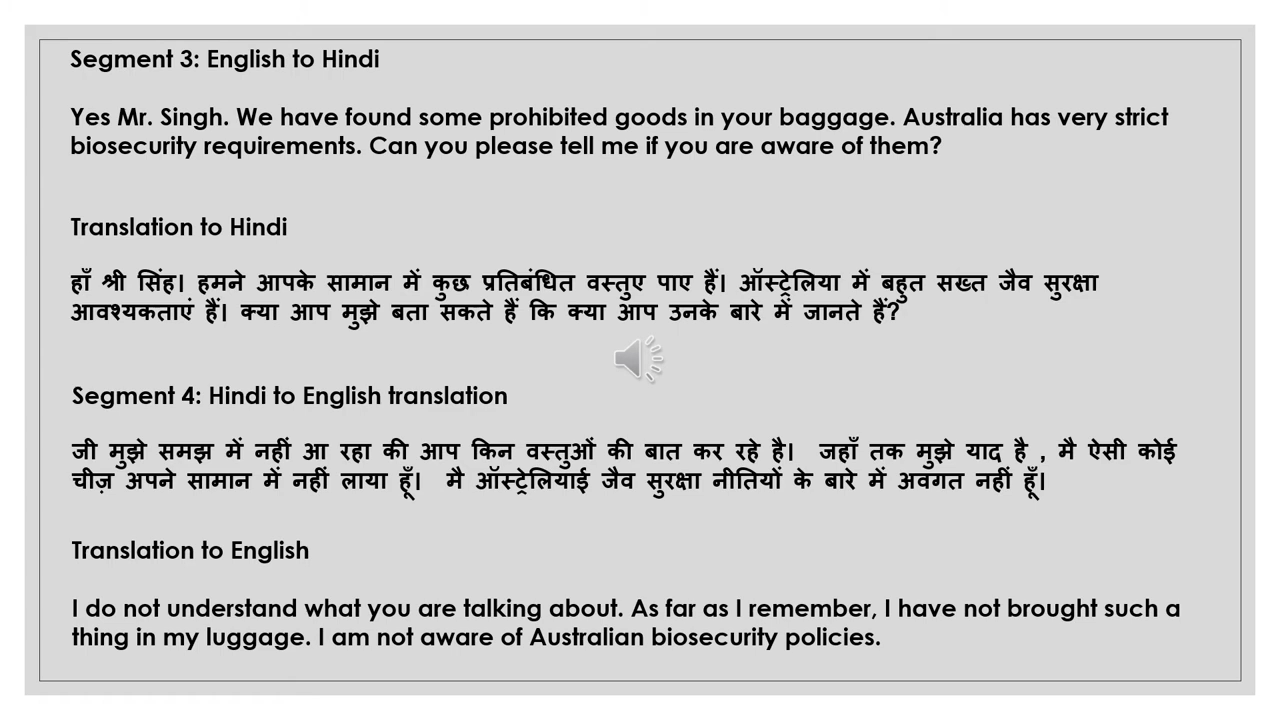 Segment 3: English to Hindi
Yes Mr. Singh. We have found some prohibited goods in your baggage. Australia has very strict
biosecurity requirements. Can you please tell me if you are aware of them?
Translation to Hindi
हाँ श्री सिंह। हमने आपके सामान में कुछ प्रतिबंधित वस्तुए पाए हैं। ऑस्ट्रेलिया में बहुत सख्त जैव सुरक्षा
आवश्यकताएं हैं। क्या आप मुझे बता सकते हैं कि क्या आप उनके बारे में जानते हैं?
Segment 4: Hindi to English translation
जी मुझे समझ में नहीं आ रहा की आप किन वस्तुओं की बात कर रहे है। जहाँ तक मुझे याद है , मै ऐसी कोई
चीज़ अपने सामान में नहीं लाया हूँ। मै ऑस्ट्रेलियाई जैव सुरक्षा नीतियों के बारे में अवगत नहीं हूँ।
Translation to English
I do not understand what you are talking about. As far as I remember, I have not brought such a
thing in my luggage. I am not aware of Australian biosecurity policies.